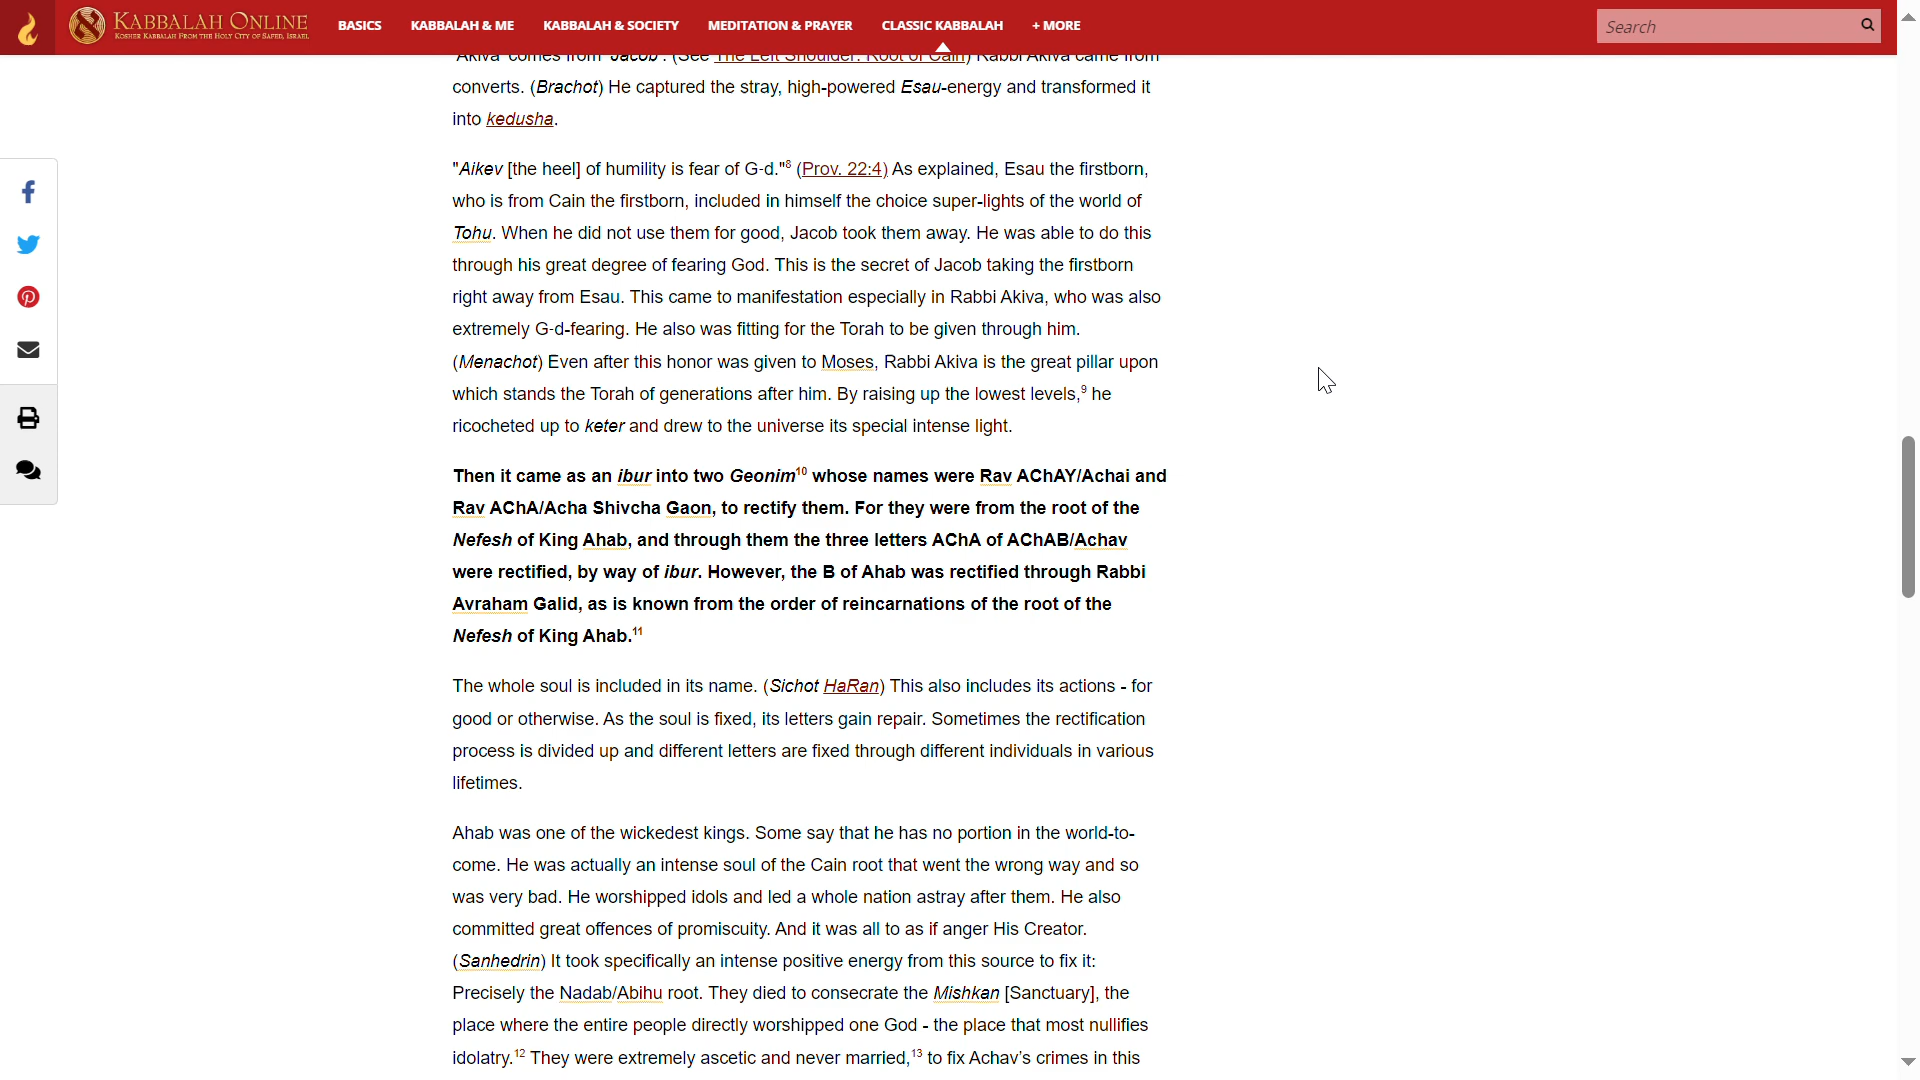 KABBALAH ONLINE
KOSHER KABBALAH FROM THE HOLY CITY OF SAFED, ISRAEL
BASICS KABBALAH & ME KABBALAH & SOCIETY MEDITATION & PRAYER CLASSIC KABBALAH + MORE
Search
"Akiva" comes from "Jacob". (See The Left Shoulder: Root of Cain) Rabbi Akiva came from
converts. (Brachot) He captured the stray, high-powered Esau-energy and transformed it
into kedusha.
"Aikev [the heel] of humility is fear of G-d."8 (Prov. 22:4) As explained, Esau the firstborn,
who is from Cain the firstborn, included in himself the choice super-lights of the world of
Tohu. When he did not use them for good, Jacob took them away. He was able to do this
through his great degree of fearing God. This is the secret of Jacob taking the firstborn
right away from Esau. This came to manifestation especially in Rabbi Akiva, who was also
extremely G-d-fearing. He also was fitting for the Torah to be given through him.
(Menachot) Even after this honor was given to Moses, Rabbi Akiva is the great pillar upon
which stands the Torah of generations after him. By raising up the lowest levels,9 he
ricocheted up to keter and drew to the universe its special intense light.
Then it came as an ibur into two Geonim10 whose names were Rav AChAY/Achai and
Rav AChA/Acha Shivcha Gaon, to rectify them. For they were from the root of the
Nefesh of King Ahab, and through them the three letters AChA of AChAB/Achav
were rectified, by way of ibur. However, the B of Ahab was rectified through Rabbi
Avraham Galid, as is known from the order of reincarnations of the root of the
Nefesh of King Ahab.11
The whole soul is included in its name. (Sichot HaRan) This also includes its actions - for
good or otherwise. As the soul is fixed, its letters gain repair. Sometimes the rectification
process is divided up and different letters are fixed through different individuals in various
lifetimes.
Ahab was one of the wickedest kings. Some say that he has no portion in the world-to-
come. He was actually an intense soul of the Cain root that went the wrong way and so
was very bad. He worshipped idols and led a whole nation astray after them. He also
committed great offences of promiscuity. And it was all to as if anger His Creator.
(Sanhedrin) It took specifically an intense positive energy from this source to fix it:
Precisely the Nadab/Abihu root. They died to consecrate the Mishkan [Sanctuary], the
place where the entire people directly worshipped one God - the place that most nullifies
idolatry.12 They were extremely ascetic and never married,13 to fix Achav's crimes in this